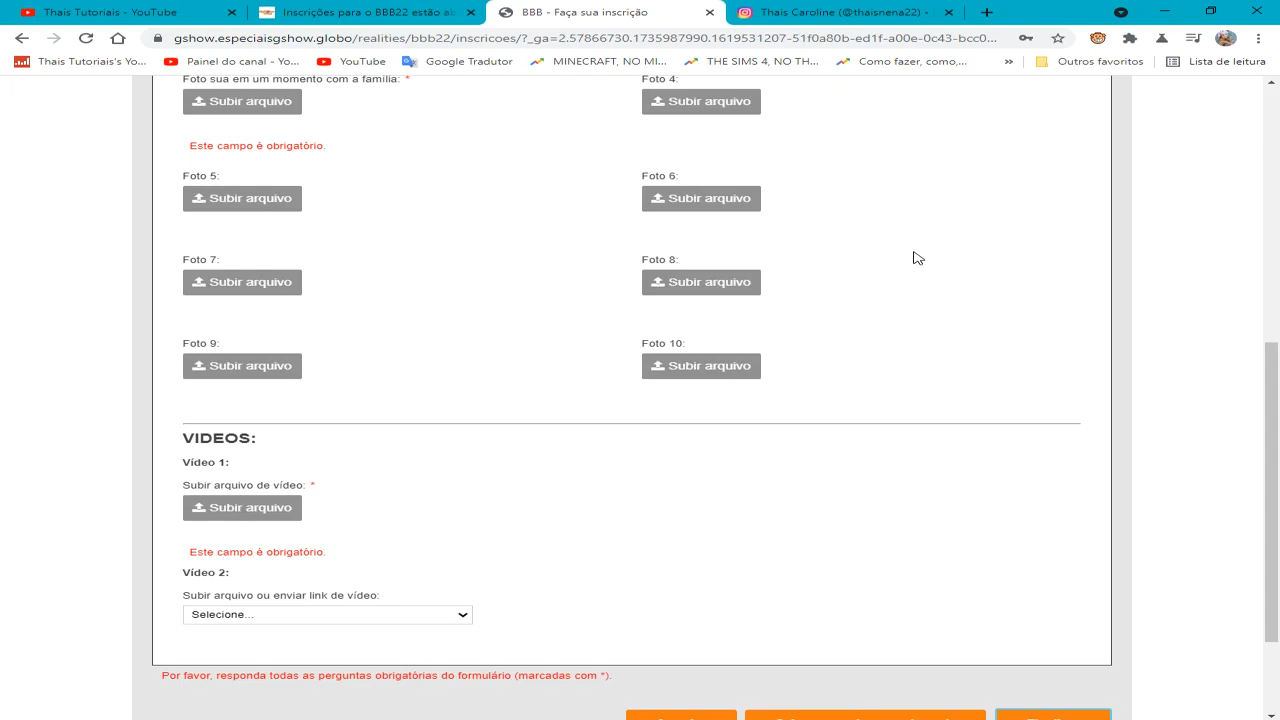 Thais Tutoriais - YouTube
Inscrições para o BBB22 estão ab
BBB - Faça sua inscrição
Thais Caroline (@thaisnena22) •
gshow.especiaisgshow.globo/realities/bbb22/inscricoes/?_ga=2.57866730.1735987990.1619531207-51f0a80b-ed1f-a00e-0c43-bcc0...
Thais Tutoriais's Yo...
Painel do canal - Yo...
YouTube
Google Tradutor
MINECRAFT, NO MI...
THE SIMS 4, NO TH...
Como fazer, como,...
»
Outros favoritos
Lista de leitura
Foto sua em um momento com a família: *
Foto 4:
Subir arquivo
Subir arquivo
Este campo é obrigatório.
Foto 5:
Foto 6:
Subir arquivo
Subir arquivo
Foto 7:
Foto 8:
Subir arquivo
Subir arquivo
Foto 9:
Foto 10:
Subir arquivo
Subir arquivo
VIDEOS:
Vídeo 1:
Subir arquivo de vídeo: *
Subir arquivo
Este campo é obrigatório.
Vídeo 2:
Subir arquivo ou enviar link de vídeo:
Selecione...
Por favor, responda todas as perguntas obrigatórias do formulário (marcadas com *).